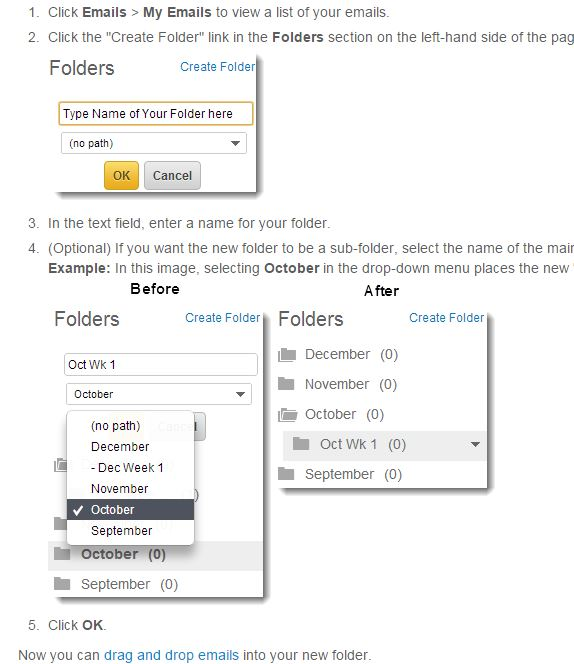 1. Click Emails > My Emails to view a list of your emails.
2. Click the "Create Folder" link in the Folders section on the left-hand side of the pag
Folders Create Folder
Type Name of Your Folder here
(no path)
OK Cancel
3. In the text field, enter a name for your folder.
4. (Optional) If you want the new folder to be a sub-folder, select the name of the mair
Example: In this image, selecting October in the drop-down menu places the new
Before
Folders Create Folder
Oct Wk 1
October
(no path) Cancel
December
- Dec Week 1
November )
October
September
October (0)
September (0)
After
Folders Create Folder
December (0)
November (0)
October (0)
Oct Wk 1 (0)
September (0)
5. Click OK.
Now you can drag and drop emails into your new folder.